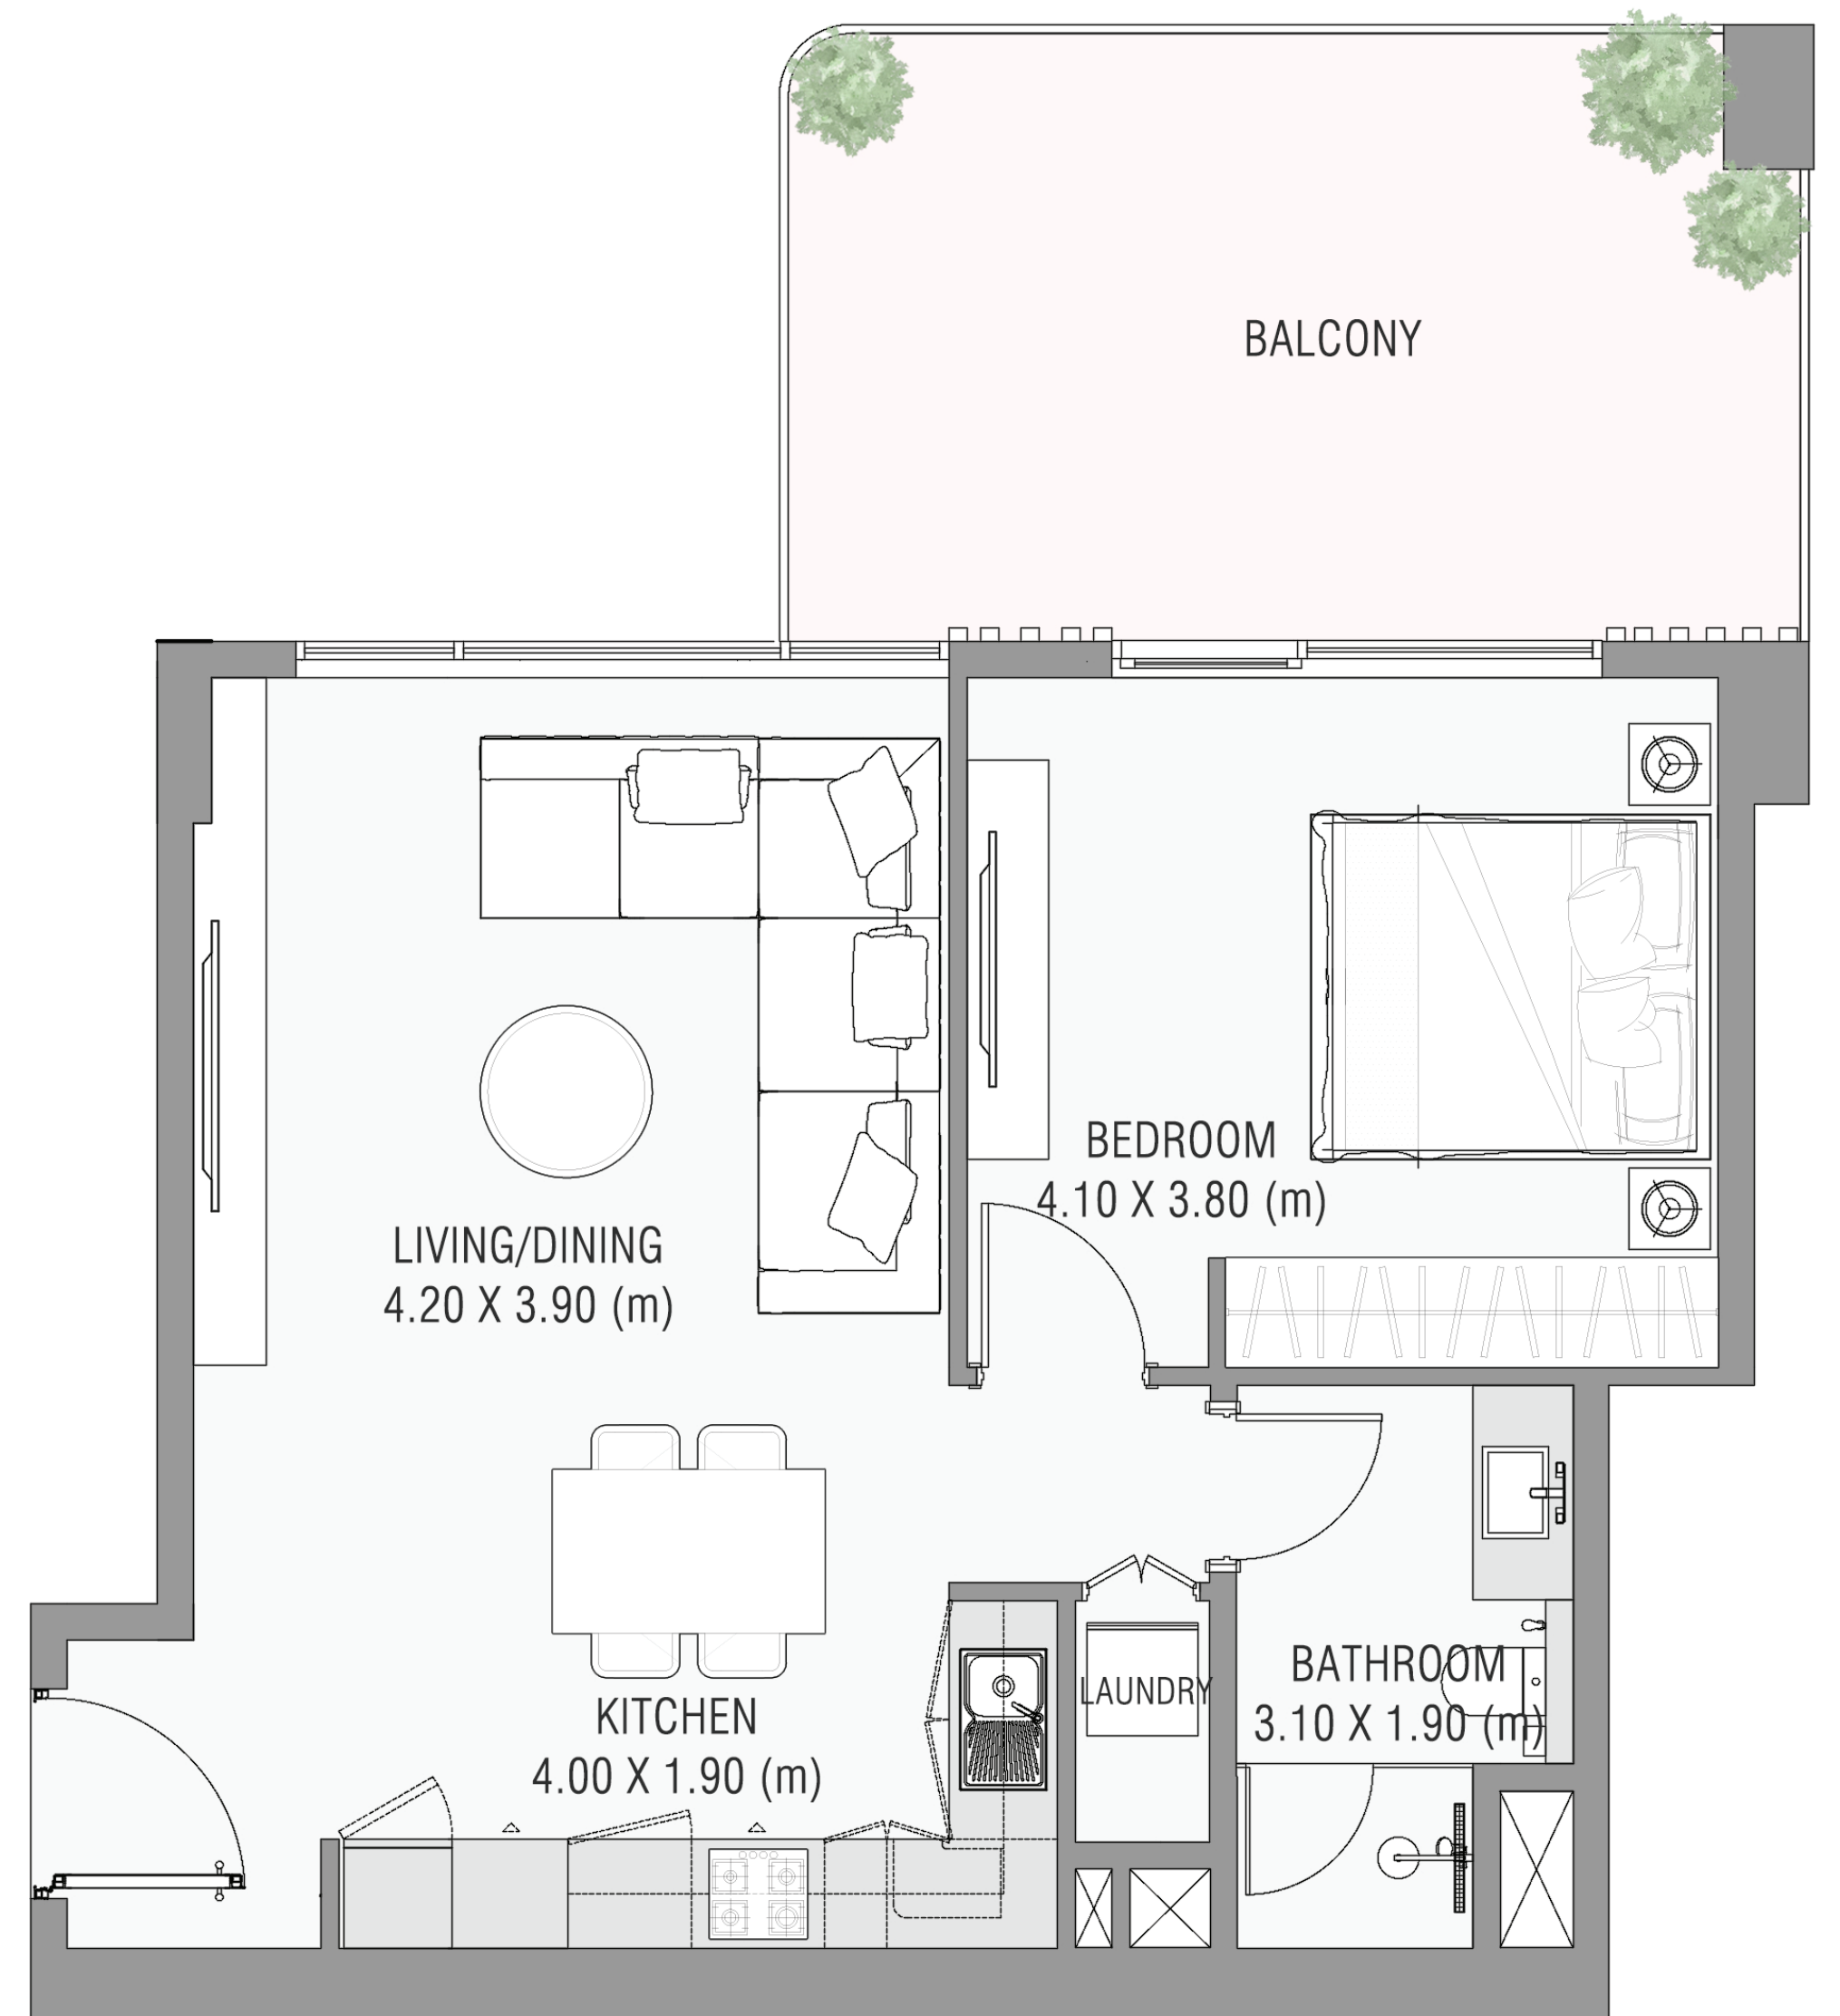 BALCONY
BEDROOM
4.10 X 3.80 (m)
LIVING/DINING
4.20 X 3.90 (m)
LAUNDRY
BATHROOM
3.10 X 1.90 (m)
KITCHEN
4.00 X 1.90 (m)